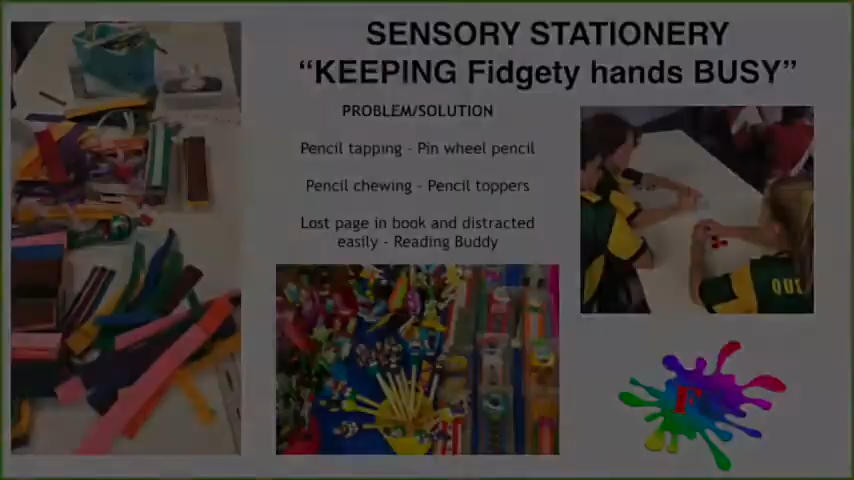 SENSORY STATIONERY
“KEEPING Fidgety hands BUSY”
PROBLEM/SOLUTION
Pencil tapping - Pin wheel pencil
Pencil chewing - Pencil toppers
Lost page in book and distracted
easily - Reading Buddy
QUE
F